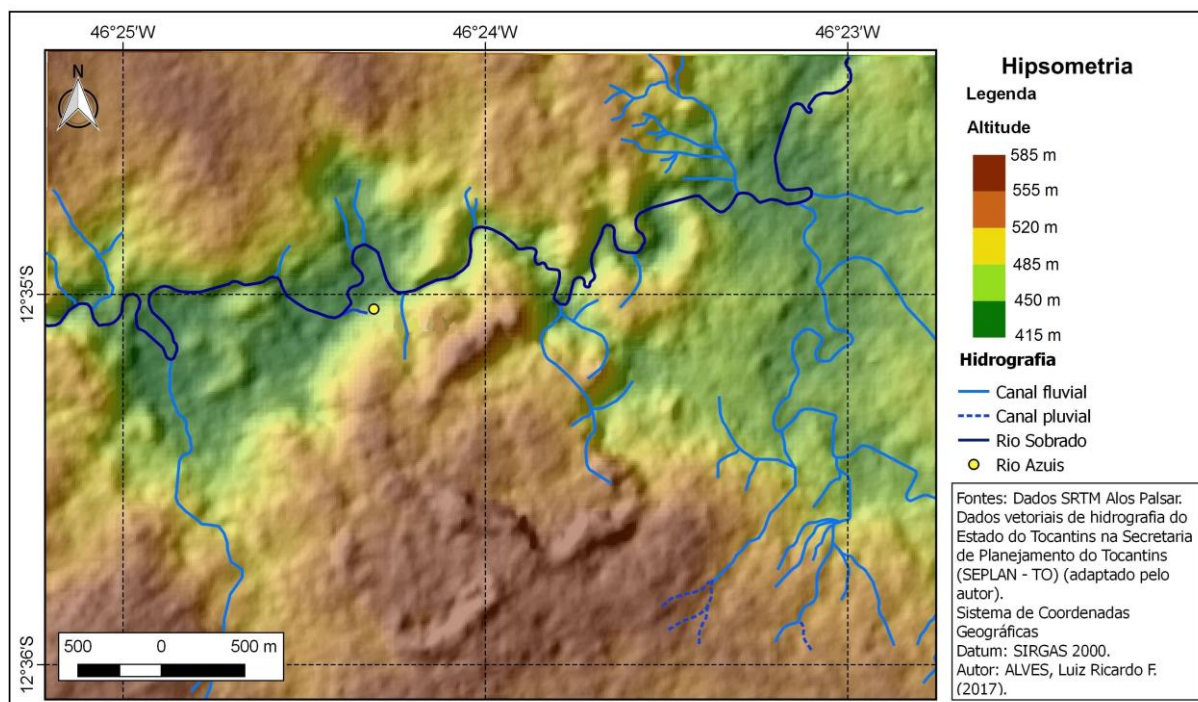 46°25'W 46°24'W 46°23'W
N
12°35'S
12°36'S
500 0 500 m
Hipsometria
Legenda
Altitude
585 m
555 m
520 m
485 m
450 m
415 m
Hidrografia
Canal fluvial
Canal pluvial
Rio Sobrado
Rio Azuis
Fontes: Dados SRTM Alos Palsar.
Dados vetoriais de hidrografia do
Estado do Tocantins na Secretaria
de Planejamento do Tocantins
(SEPLAN - TO) (adaptado pelo
autor).
Sistema de Coordenadas
Geográficas
Datum: SIRGAS 2000.
Autor: ALVES, Luiz Ricardo F.
(2017).